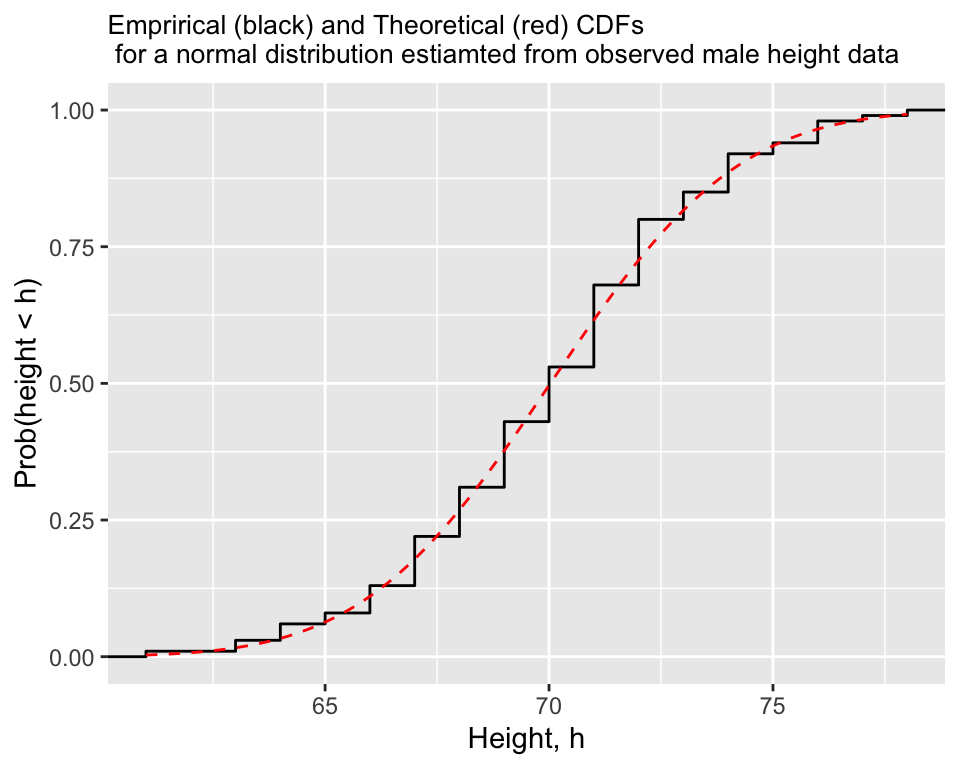 Emprirical (black) and Theoretical (red) CDFs
for a normal distribution estiamted from observed male height data
1.00
0.75
0.50
0.25
0.00
Prob(height < h)
65 70 75
Height, h